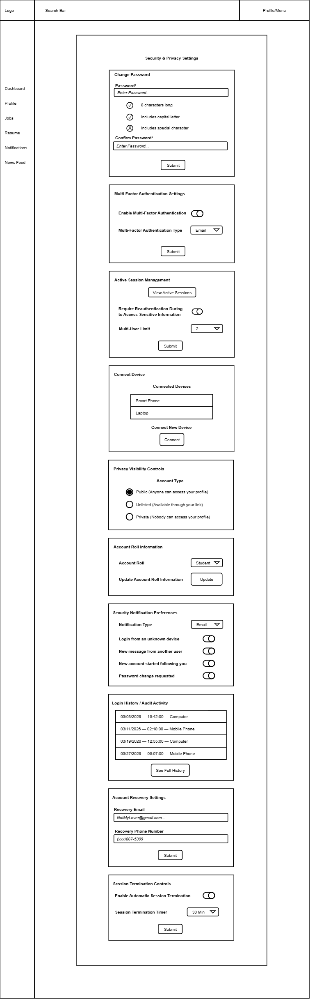 Logo
Search Bar
Profile/Menu
Dashboard
Profile
Jobs
Resume
Notifications
News Feed
Security & Privacy Settings
Change Password
Password*
Enter Password...
8 characters long
Includes capital letter
X Includes special character
Confirm Password*
Enter Password...
Submit
Multi-Factor Authentication Settings
Enable Multi-Factor Authentication
Multi-Factor Authentication Type Email
Submit
Active Session Management
View Active Sessions
Require Reauthentication During
to Access Sensitive Information
Multi-User Limit 2
Submit
Connect Device
Connected Devices
Smart Phone
Laptop
Connect New Device
Connect
Privacy Visibility Controls
Account Type
Public (Anyone can access your profile)
Unlisted (Available through your link)
Private (Nobody can access your profile)
Account Roll Information
Account Roll Student
Update Account Roll Information Update
Security Notification Preferences
Notification Type Email
Login from an unknown device
New message from another user
New account started following you
Password change requested
Login History / Audit Activity
03/03/2026 — 19:42:00 — Computer
03/11/2026 — 02:18:00 — Mobile Phone
03/19/2026 — 12:55:00 — Computer
03/27/2026 — 09:07:00 — Mobile Phone
See Full History
Account Recovery Settings
Recovery Email
NotMyLover@gmail.com...
Recovery Phone Number
(xxx)867-5309
Submit
Session Termination Controls
Enable Automatic Session Termination
Session Termination Timer 30 Min
Submit